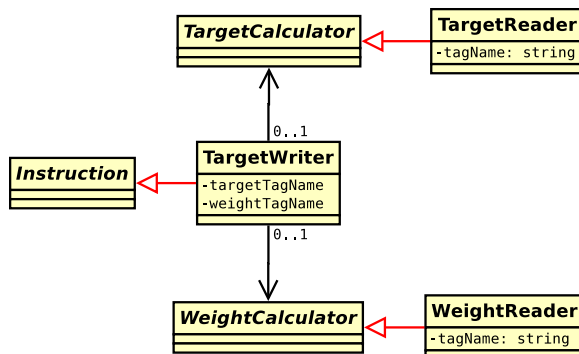 TargetCalculator
TargetReader
-tagName: string
0..1
TargetWriter
-targetTagName
-weightTagName
Instruction
0..1
WeightCalculator
WeightReader
-tagName: string